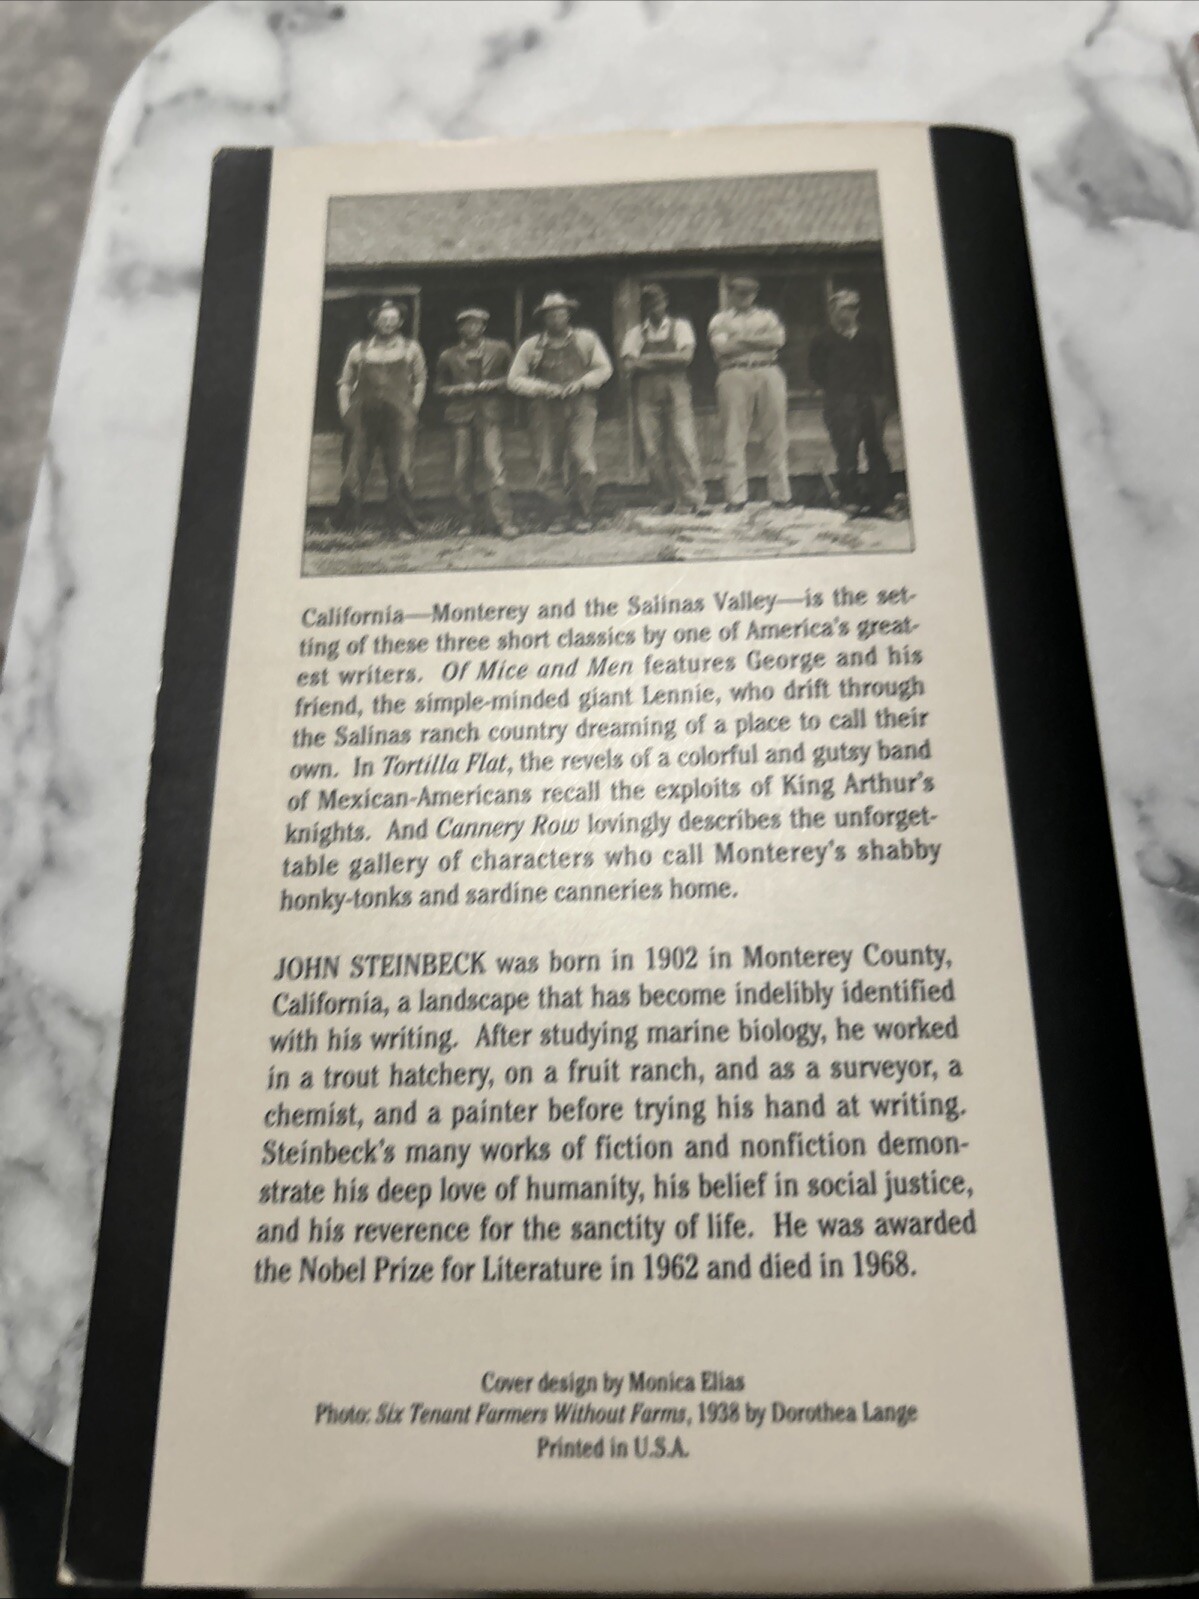 California—Monterey and the Salinas Valley—is the set-
ting of these three short classics by one of America's great-
est writers. Of Mice and Men features George and his
friend, the simple-minded giant Lennie, who drift through
the Salinas ranch country dreaming of a place to call their
own. In Tortilla Flat, the revels of a colorful and gutsy band
of Mexican-Americans recall the exploits of King Arthur's
knights. And Cannery Row lovingly describes the unforget-
table gallery of characters who call Monterey's shabby
honky-tonks and sardine canneries home.
JOHN STEINBECK was born in 1902 in Monterey County,
California, a landscape that has become indelibly identified
with his writing. After studying marine biology, he worked
in a trout hatchery, on a fruit ranch, and as a surveyor, a
chemist, and a painter before trying his hand at writing.
Steinbeck's many works of fiction and nonfiction demon-
strate his deep love of humanity, his belief in social justice,
and his reverence for the sanctity of life. He was awarded
the Nobel Prize for Literature in 1962 and died in 1968.
Cover design by Monica Elias
Photo: Six Tenant Farmers Without Farms, 1938 by Dorothea Lange
Printed in U.S.A.